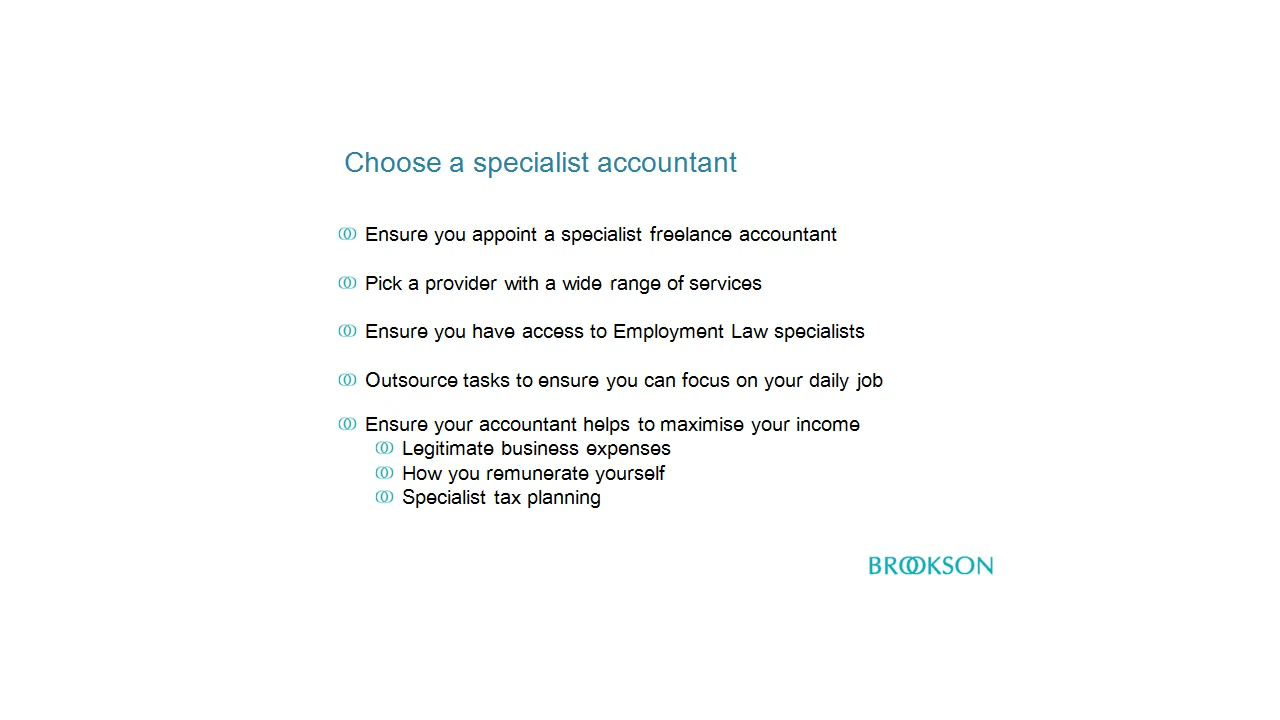 Choose a specialist accountant
Ensure you appoint a specialist freelance accountant
Pick a provider with a wide range of services
Ensure you have access to Employment Law specialists
Outsource tasks to ensure you can focus on your daily job
Ensure your accountant helps to maximise your income
Legitimate business expenses
How you remunerate yourself
Specialist tax planning
BROOKSON